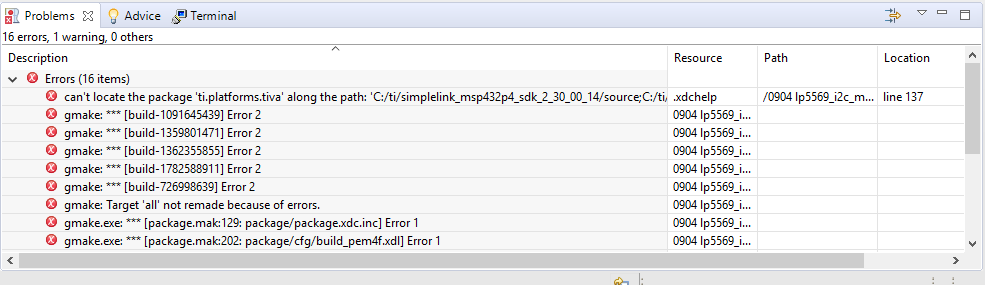 Problems Advice Terminal
16 errors, 1 warning, 0 others
Description Resource Path Location
Errors (16 items)
can't locate the package 'ti.platforms.tiva' along the path: 'C:/ti/simplelink_msp432p4_sdk_2_30_00_14/source;C:/ti/ .xdchelp /0904 lp5569_i2c_m... line 137
gmake: *** [build-1091645439] Error 2 0904 lp5569_i...
gmake: *** [build-1359801471] Error 2 0904 lp5569_i...
gmake: *** [build-1362355855] Error 2 0904 lp5569_i...
gmake: *** [build-1782588911] Error 2 0904 lp5569_i...
gmake: *** [build-726998639] Error 2 0904 lp5569_i...
gmake: Target 'all' not remade because of errors. 0904 lp5569_i...
gmake.exe: *** [package.mak:129: package/package.xdc.inc] Error 1 0904 lp5569_i...
gmake.exe: *** [package.mak:202: package/cfg/build_pem4f.xdl] Error 1 0904 lp5569_i...